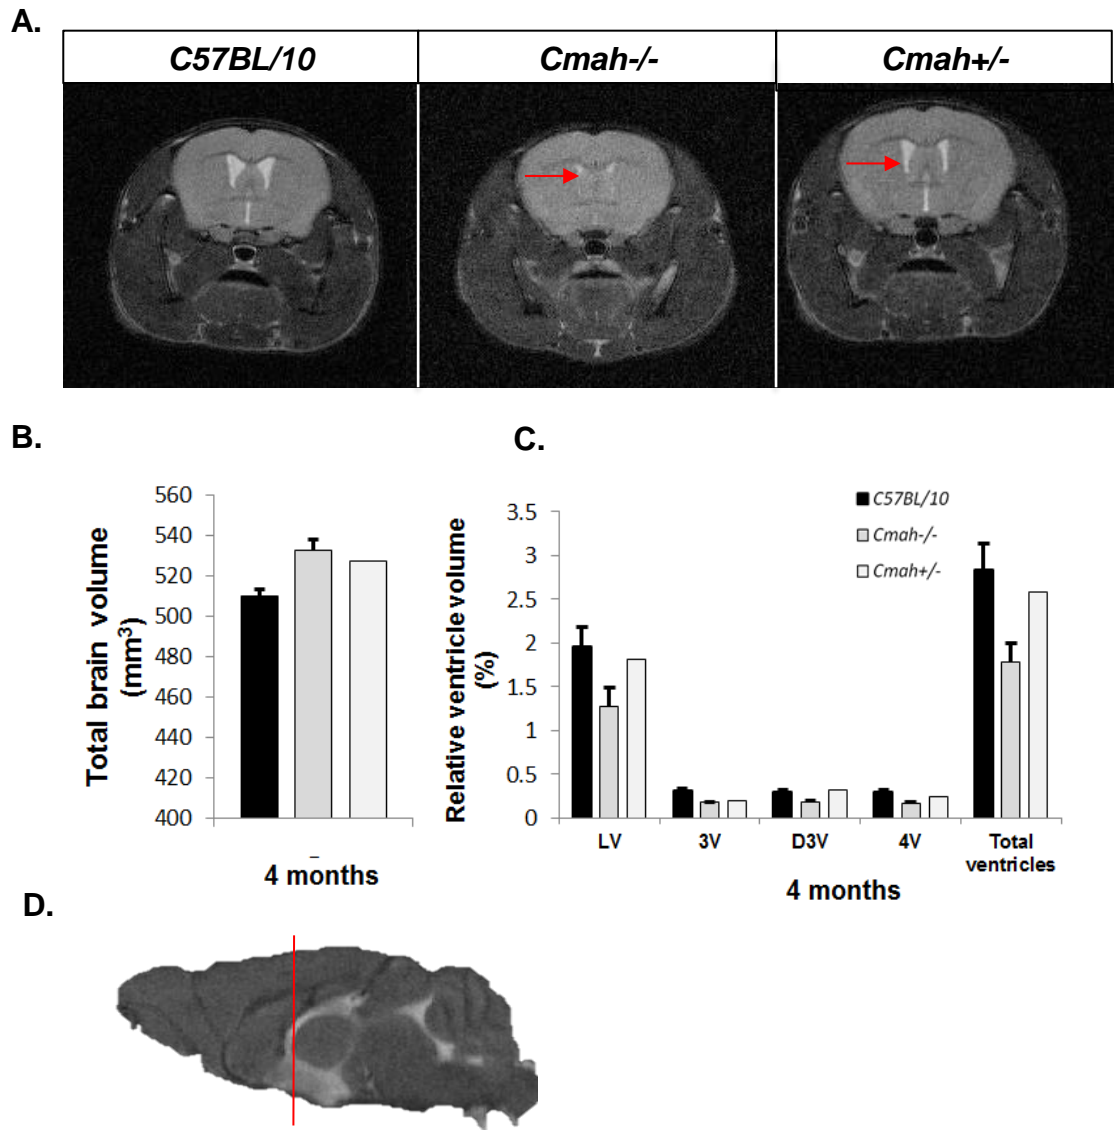 A.
C57BL/10 Cmah-/- Cmah+/-
B.
C.
Total brain volume
(mm³)
560
540
520
500
480
460
440
420
400
4 months
Relative ventricle volume
(%)
3.5
3
2.5
2
1.5
1
0.5
0
C57BL/10
Cmah-/-
Cmah+/-
LV 3V D3V 4V Total
ventricles
4 months
D.